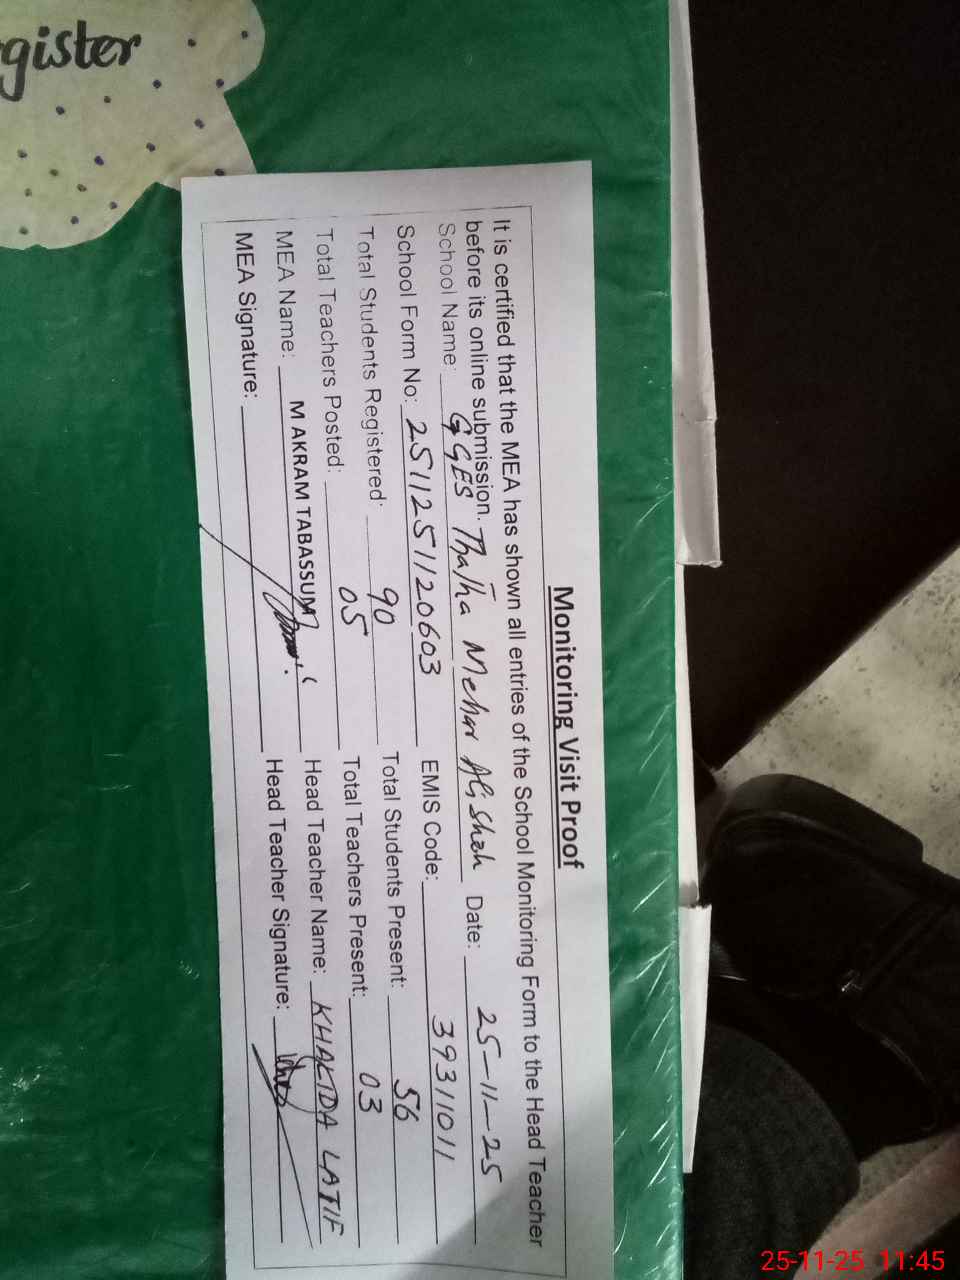 gister
Monitoring Visit Proof
It is certified that the MEA has shown all entries of the School Monitoring Form to the Head Teacher
before its online submission.
School Name: GGES Thatha Mehar Ali Shah Date: 25-11-25
School Form No: 2511251120603 EMIS Code: 39311011
Total Students Registered: 90 Total Students Present: 56
Total Teachers Posted: 05 Total Teachers Present: 03
MEA Name: M AKRAM TABASSUM Head Teacher Name: KHALIDA LATIF
MEA Signature: Head Teacher Signature:
25-11-25 11:45